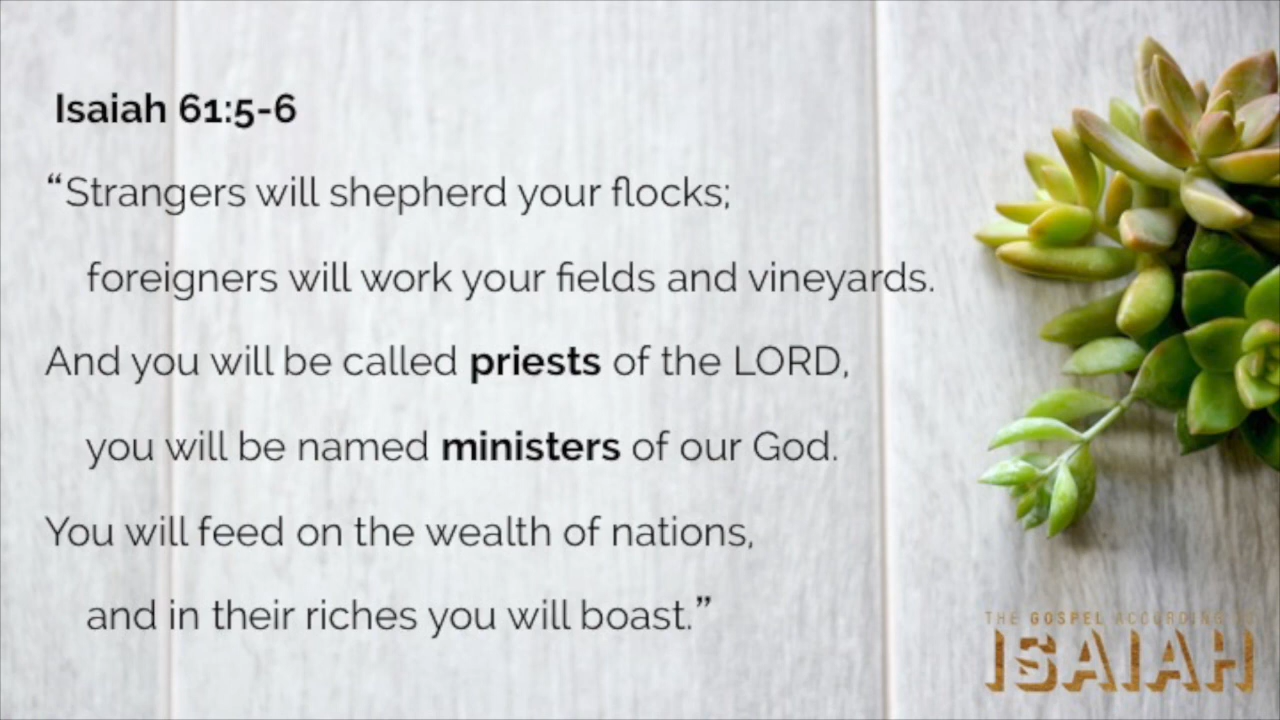 Isaiah 61:5-6
“Strangers will shepherd your flocks;
foreigners will work your fields and vineyards.
And you will be called priests of the LORD,
you will be named ministers of our God.
You will feed on the wealth of nations,
and in their riches you will boast.”
THE GOSPEL ACCORDING TO
ISAIAH